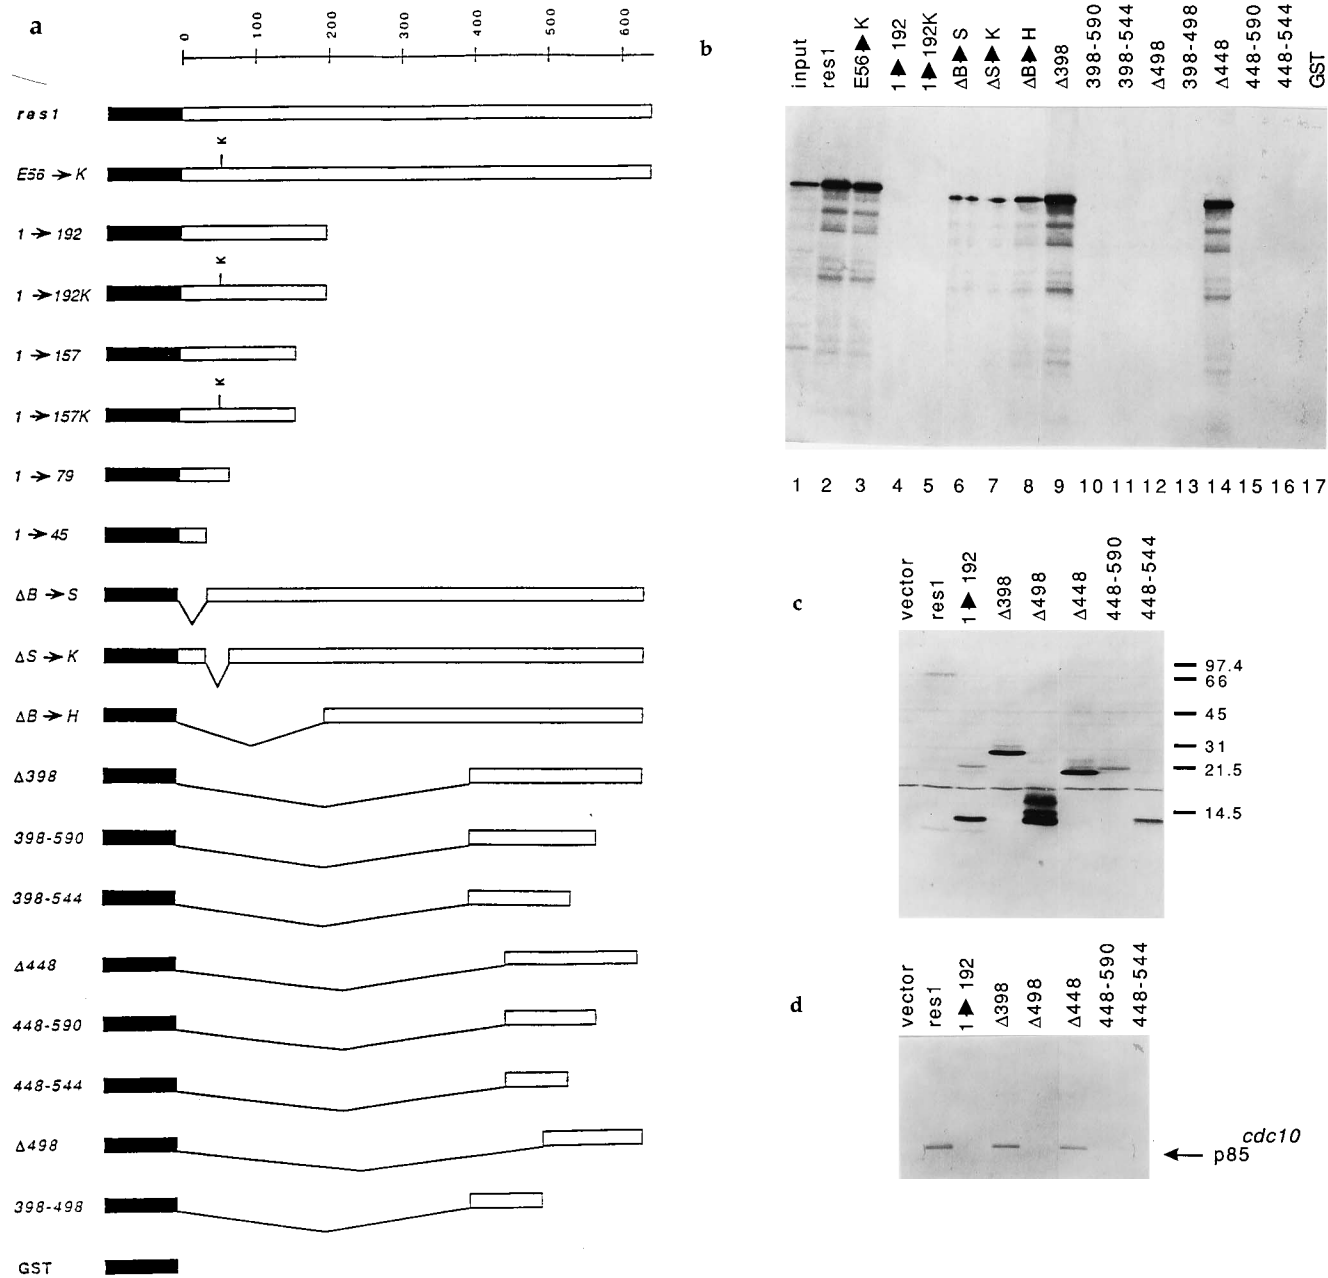 a
0 100 200 300 400 500 600
res1
K
E56 → K
1 → 192
K
1 → 192K
1 → 157
K
1 → 157K
1 → 79
1 → 45
ΔB → S
ΔS → K
ΔB → H
Δ398
398-590
398-544
Δ448
448-590
448-544
Δ498
398-498
GST
b
input res1 E56➤K 1➤192 1➤192K ΔB➤S ΔS➤K ΔB➤H Δ398 398-590 398-544 Δ498 398-498 Δ448 448-590 448-544 GST
1 2 3 4 5 6 7 8 9 10 11 12 13 14 15 16 17
c
vector res1 1➤192 Δ398 Δ498 Δ448 448-590 448-544
97.4
66
45
31
21.5
14.5
d
vector res1 1➤192 Δ398 Δ498 Δ448 448-590 448-544
p85cdc10